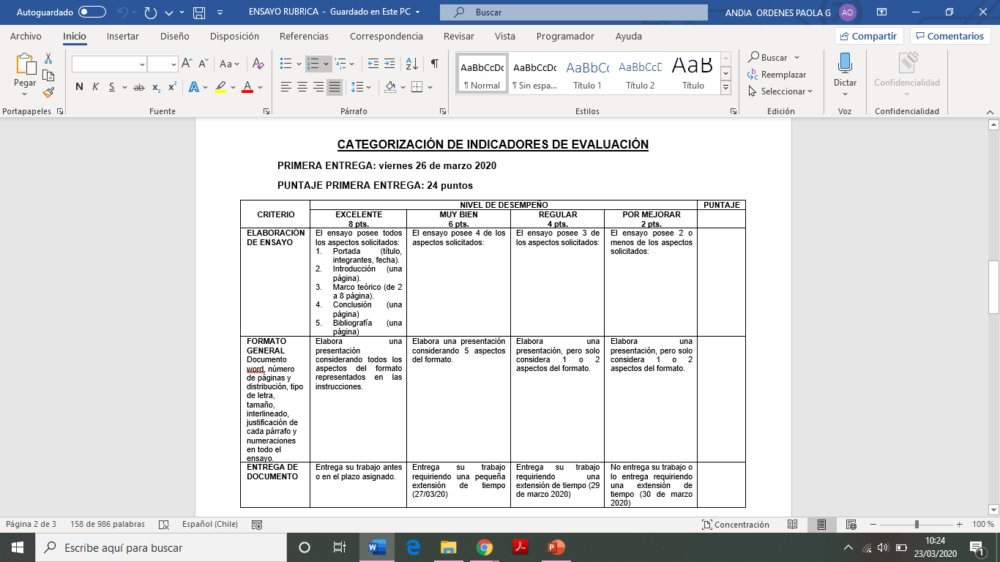 Autoguardado
ENSAYO RUBRICA - Guardado en Este PC
Buscar
ANDIA ORDENES PAOLA G
AO
Archivo Inicio Insertar Diseño Disposición Referencias Correspondencia Revisar Vista Programador Ayuda
Compartir
Comentarios
Pegar
N K S ab x₂ x² A A
Aa
Buscar
Reemplazar
Seleccionar
Dictar
Confidencialidad
AaBbCcDc AaBbCcDc AaBbCc AaBbCcD AaB
¶ Normal ¶ Sin espa... Título 1 Título 2 Título
Portapapeles Fuente Párrafo Estilos Edición Voz Confidencialidad
CATEGORIZACIÓN DE INDICADORES DE EVALUACIÓN
PRIMERA ENTREGA: viernes 26 de marzo 2020
PUNTAJE PRIMERA ENTREGA: 24 puntos
CRITERIO
NIVEL DE DESEMPEÑO
PUNTAJE
EXCELENTE
8 pts.
MUY BIEN
6 pts.
REGULAR
4 pts.
POR MEJORAR
2 pts.
ELABORACIÓN
DE ENSAYO
El ensayo posee todos
los aspectos solicitados:
1. Portada (título,
integrantes, fecha).
2. Introducción (una
página).
3. Marco teórico (de 2
a 8 página).
4. Conclusión (una
página)
5. Bibliografía (una
página)
El ensayo posee 4 de los
aspectos solicitados:
El ensayo posee 3 de
los aspectos solicitados:
El ensayo posee 2 o
menos de los aspectos
solicitados:
FORMATO
GENERAL
Documento
word, número
de páginas y
distribución, tipo
de letra,
tamaño,
interlineado,
justificación de
cada párrafo y
numeraciones
en todo el
ensayo.
Elabora una
presentación
considerando todos los
aspectos del formato
representados en las
instrucciones.
Elabora una presentación
considerando 5 aspectos
del formato.
Elabora una
presentación, pero solo
considera 1 o 2
aspectos del formato.
Elabora una
presentación, pero solo
considera 1 o 2
aspectos del formato.
ENTREGA DE
DOCUMENTO
Entrega su trabajo antes
o en el plazo asignado.
Entrega su trabajo
requiriendo una pequeña
extensión de tiempo
(27/03/20)
Entrega su trabajo
requiriendo una
extensión de tiempo (29
de marzo 2020)
No entrega su trabajo o
lo entrega requiriendo
una extensión de
tiempo (30 de marzo
2020)
Página 2 de 3 158 de 986 palabras Español (Chile)
Concentración
100 %
Escribe aquí para buscar
10:24
23/03/2020
1